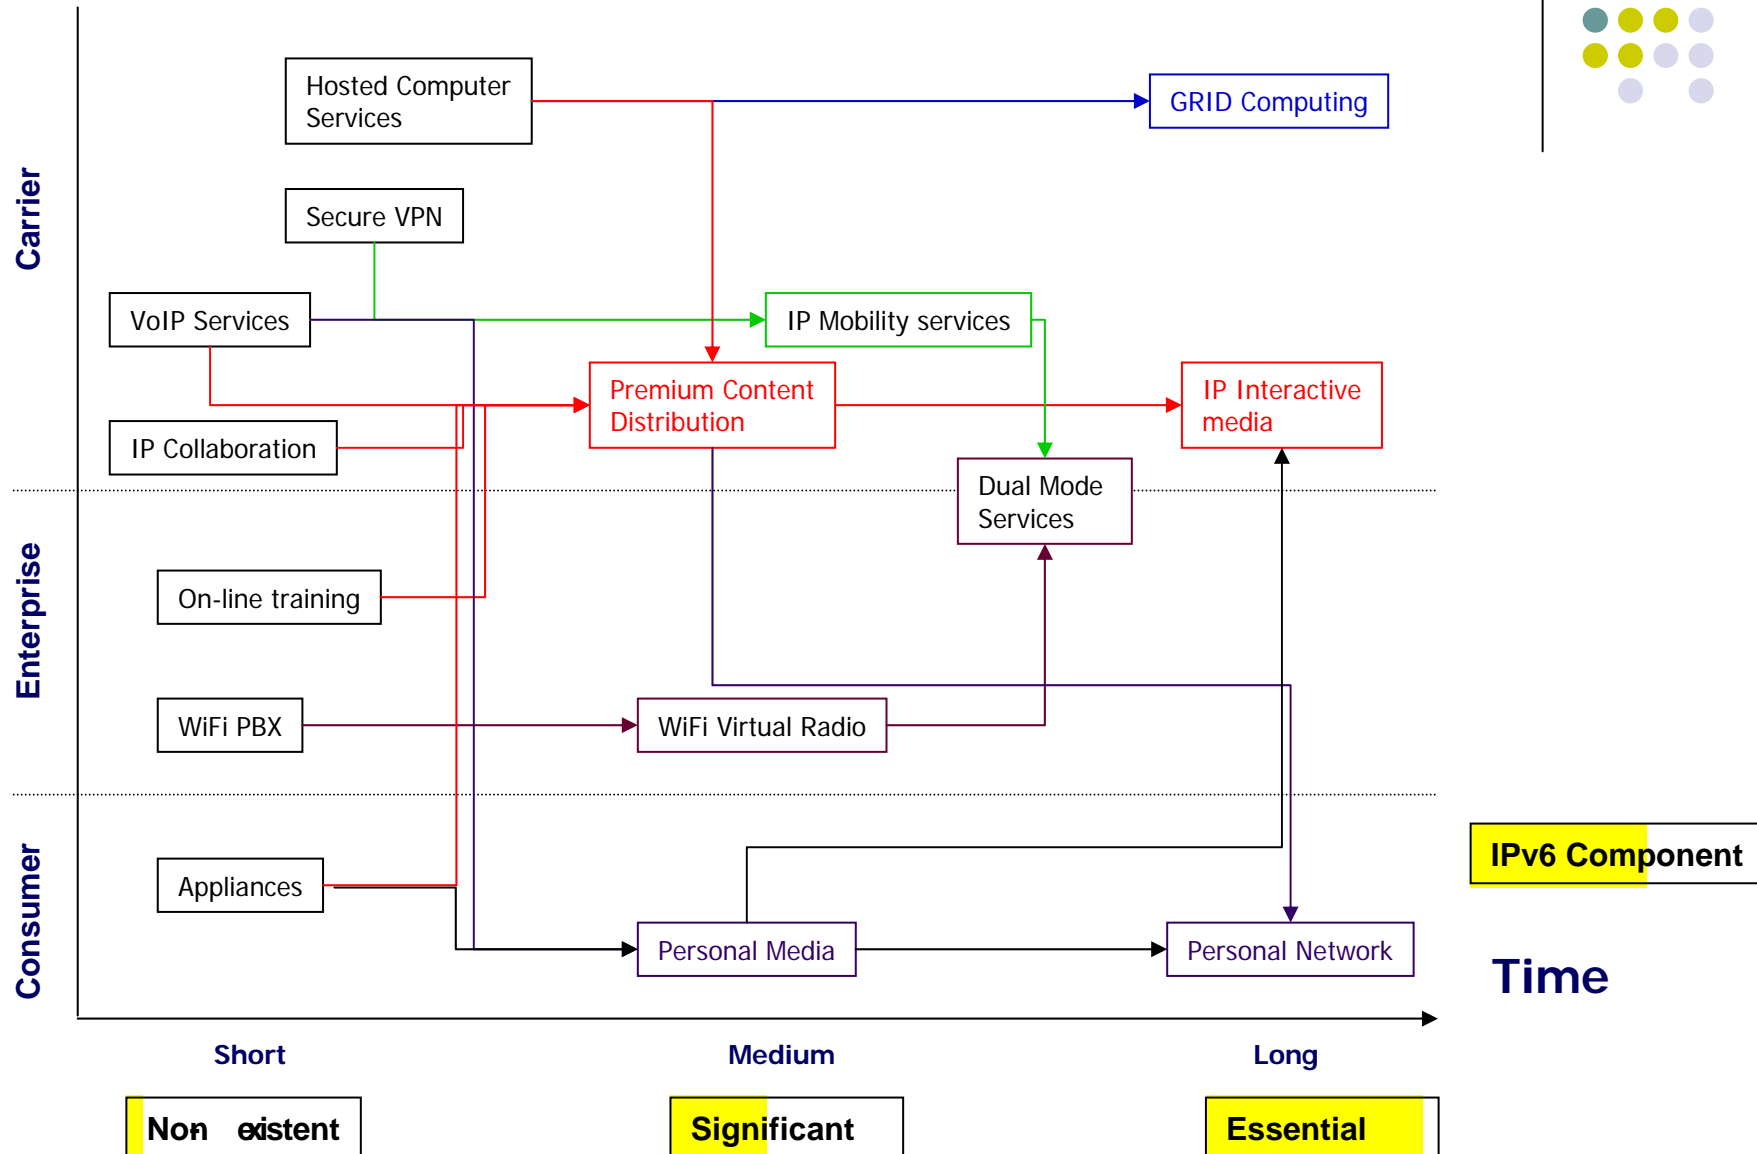 Carrier
Hosted Computer
Services
GRID Computing
Secure VPN
VoIP Services
IP Mobility services
Premium Content
Distribution
IP Interactive
media
IP Collaboration
Dual Mode
Services
Enterprise
On-line training
WiFi PBX
WiFi Virtual Radio
Consumer
Appliances
IPv6 Component
Personal Media
Personal Network
Time
Short
Medium
Long
Non- existent
Significant
Essential